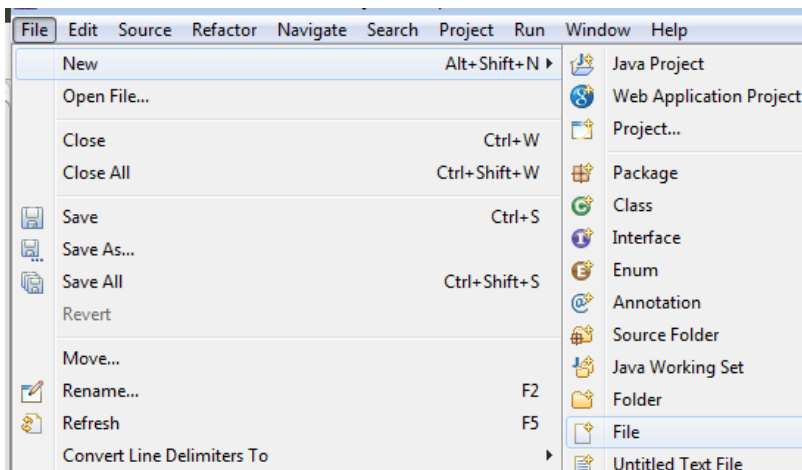 File Edit Source Refactor Navigate Search Project Run Window Help
New Alt+Shift+N
Open File...
Close Ctrl+W
Close All Ctrl+Shift+W
Save Ctrl+S
Save As...
Save All Ctrl+Shift+S
Revert
Move...
Rename... F2
Refresh F5
Convert Line Delimiters To
Java Project
Web Application Project
Project...
Package
Class
Interface
Enum
Annotation
Source Folder
Java Working Set
Folder
File
Untitled Text File